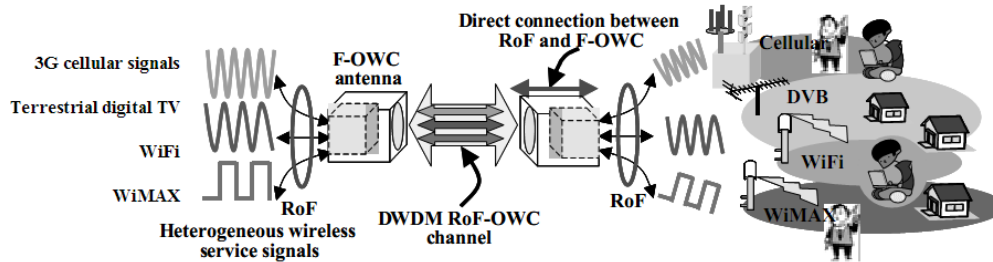 3G cellular signals
Terrestrial digital TV
WiFi
WiMAX
RoF
Heterogeneous wireless
service signals
F-OWC
antenna
DWDM RoF-OWC
channel
Direct connection between
RoF and F-OWC
RoF
Cellular
DVB
WiFi
WiMAX